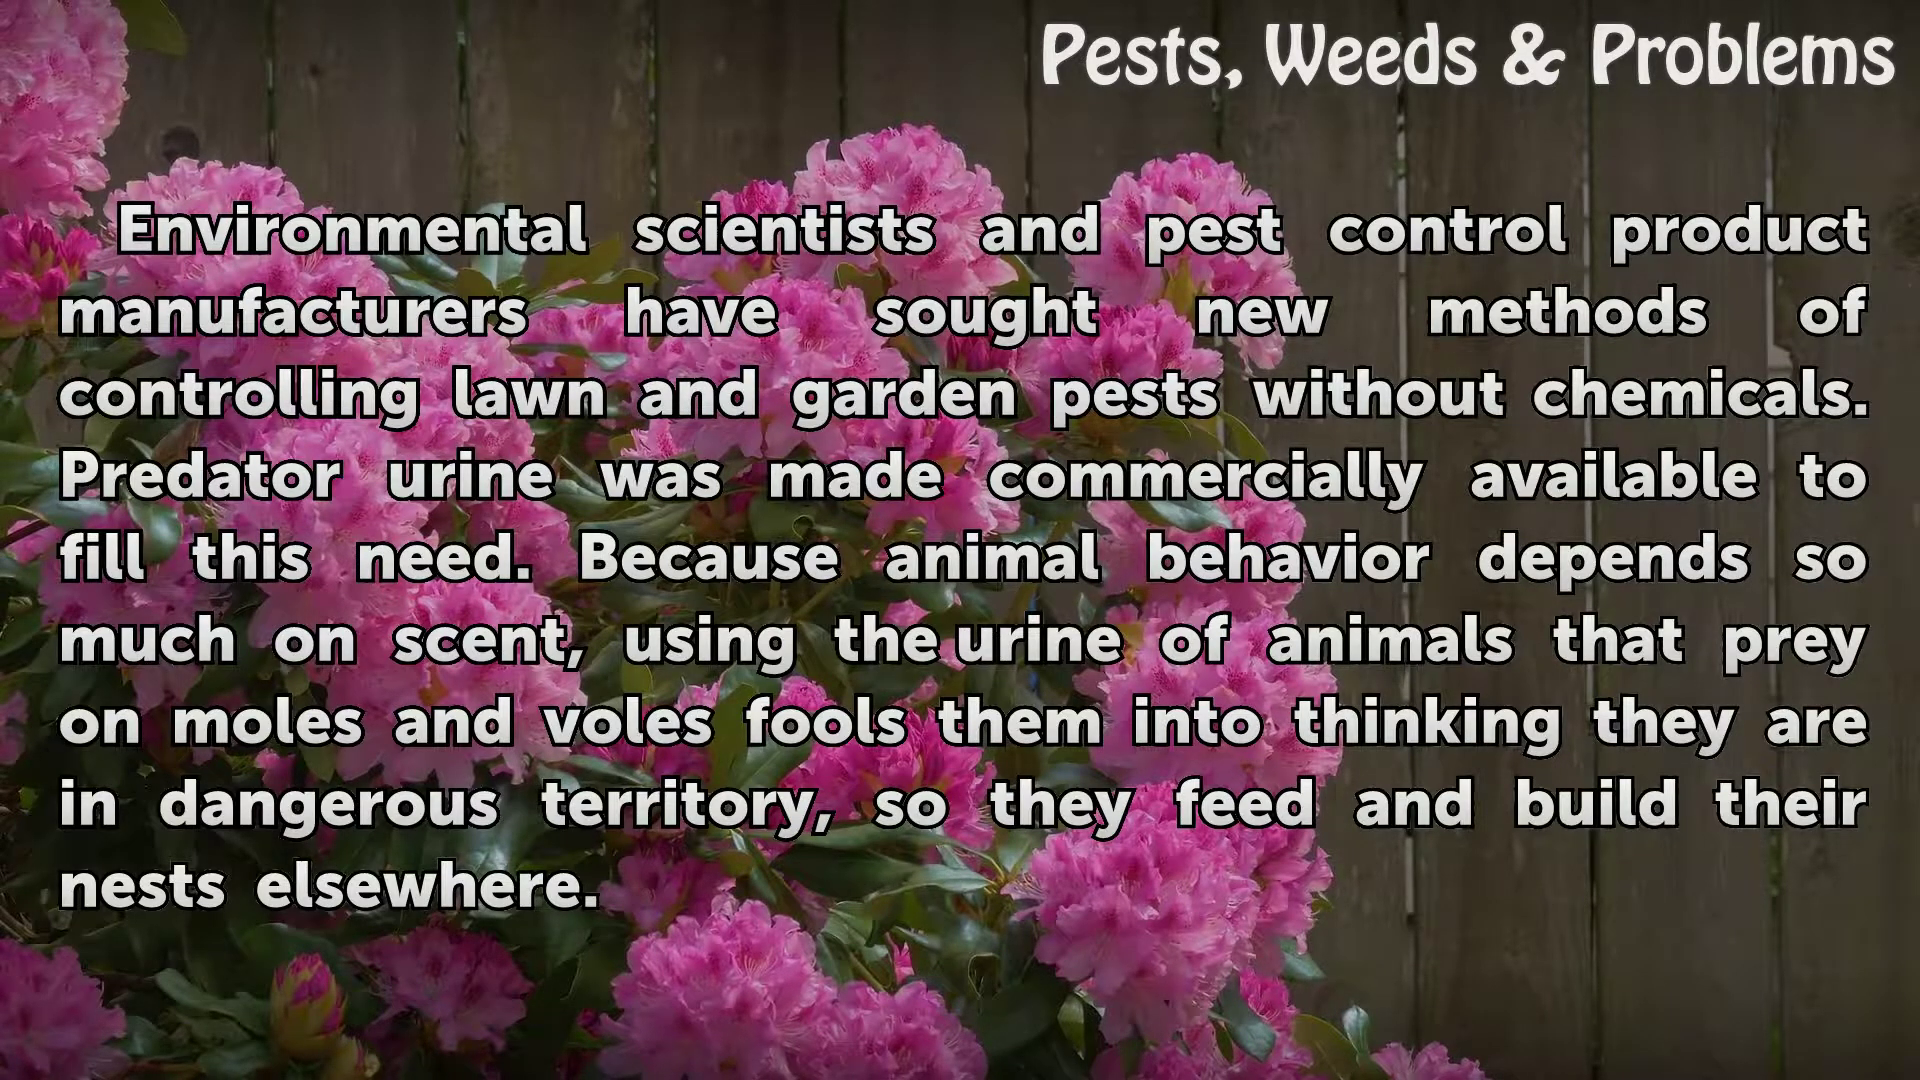 Pests, Weeds & Problems
Environmental scientists and pest control product
manufacturers have sought new methods of
controlling lawn and garden pests without chemicals.
Predator urine was made commercially available to
fill this need. Because animal behavior depends so
much on scent, using the urine of animals that prey
on moles and voles fools them into thinking they are
in dangerous territory, so they feed and build their
nests elsewhere.